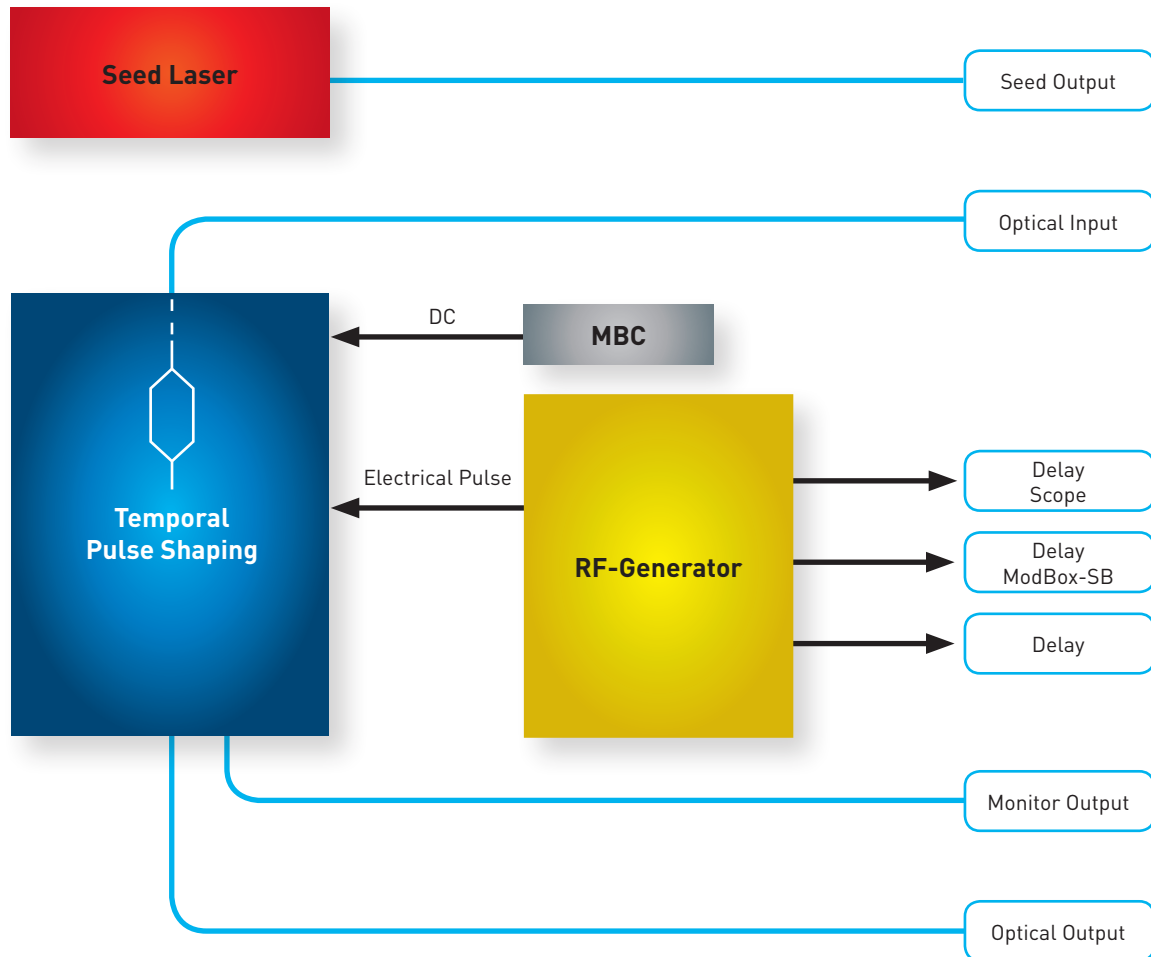 Seed Laser
Seed Output
Optical Input
DC
MBC
Electrical Pulse
Temporal
Pulse Shaping
RF-Generator
Delay
Scope
Delay
ModBox-SB
Delay
Monitor Output
Optical Output